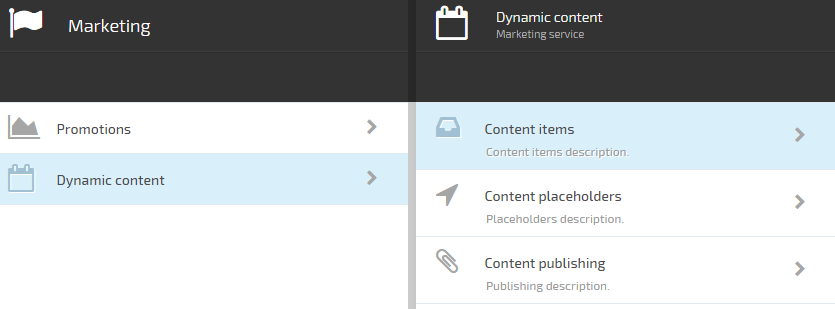 Marketing
Promotions
Dynamic content
Dynamic content
Marketing service
Content items
Content items description.
Content placeholders
Placeholders description.
Content publishing
Publishing description.